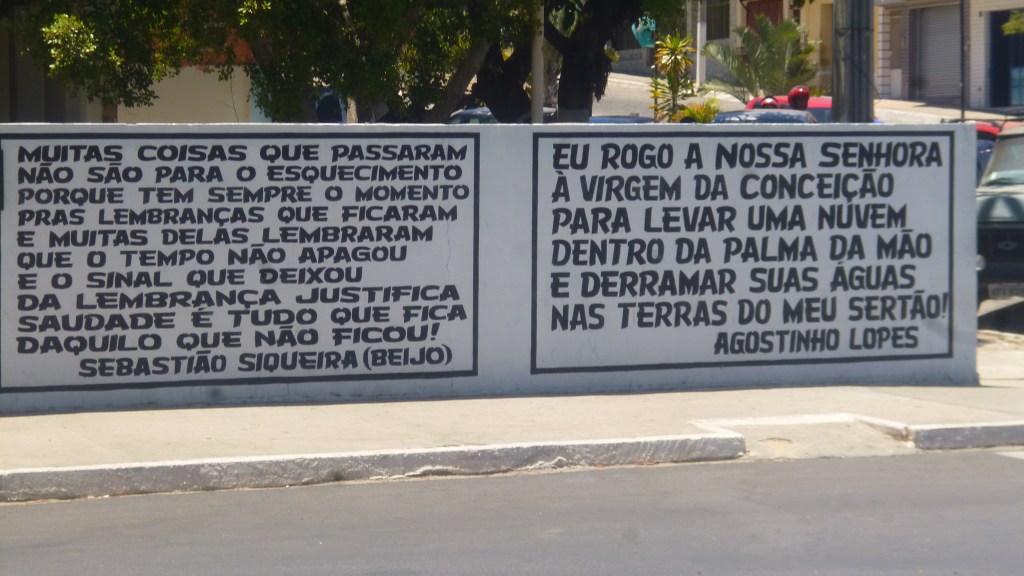 MUITAS COISAS QUE PASSARAM
NÃO SÃO PARA O ESQUECIMENTO
PORQUE TEM SEMPRE O MOMENTO
PRAS LEMBRANÇAS QUE FICARAM
E MUITAS DELAS LEMBRARAM
QUE O TEMPO NÃO APAGOU
E O SINAL QUE DEIXOU
DA LEMBRANÇA JUSTIFICA
SAUDADE É TUDO QUE FICA
DAQUILO QUE NÃO FICOU!
SEBASTIÃO SIQUEIRA (BEIJO)
EU ROGO A NOSSA SENHORA
À VIRGEM DA CONCEIÇÃO
PARA LEVAR UMA NÚVEM
DENTRO DA PALMA DA MÃO
E DERRAMAR SUAS ÁGUAS
NAS TERRAS DO MEU SERTÃO!
AGOSTINHO LOPES